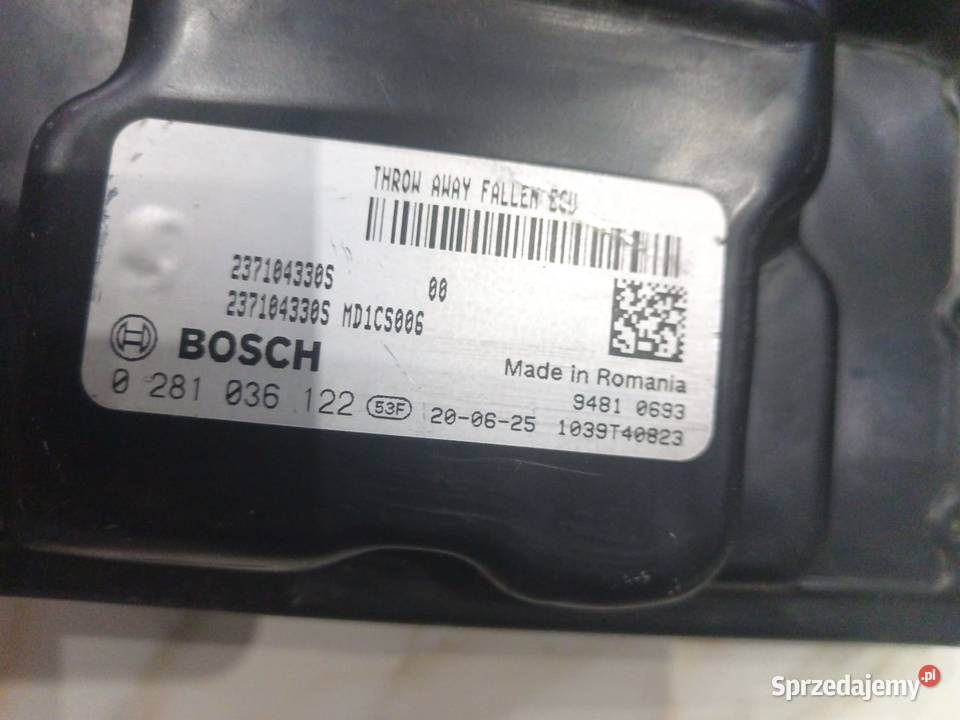 THROW AWAY FALLEN ECU
237104330S 00
237104330S MD1CS006
BOSCH
Made in Romania
0 281 036 122 53F 20-06-25
9481 0693
1039T40823
Sprzedajemy.pl